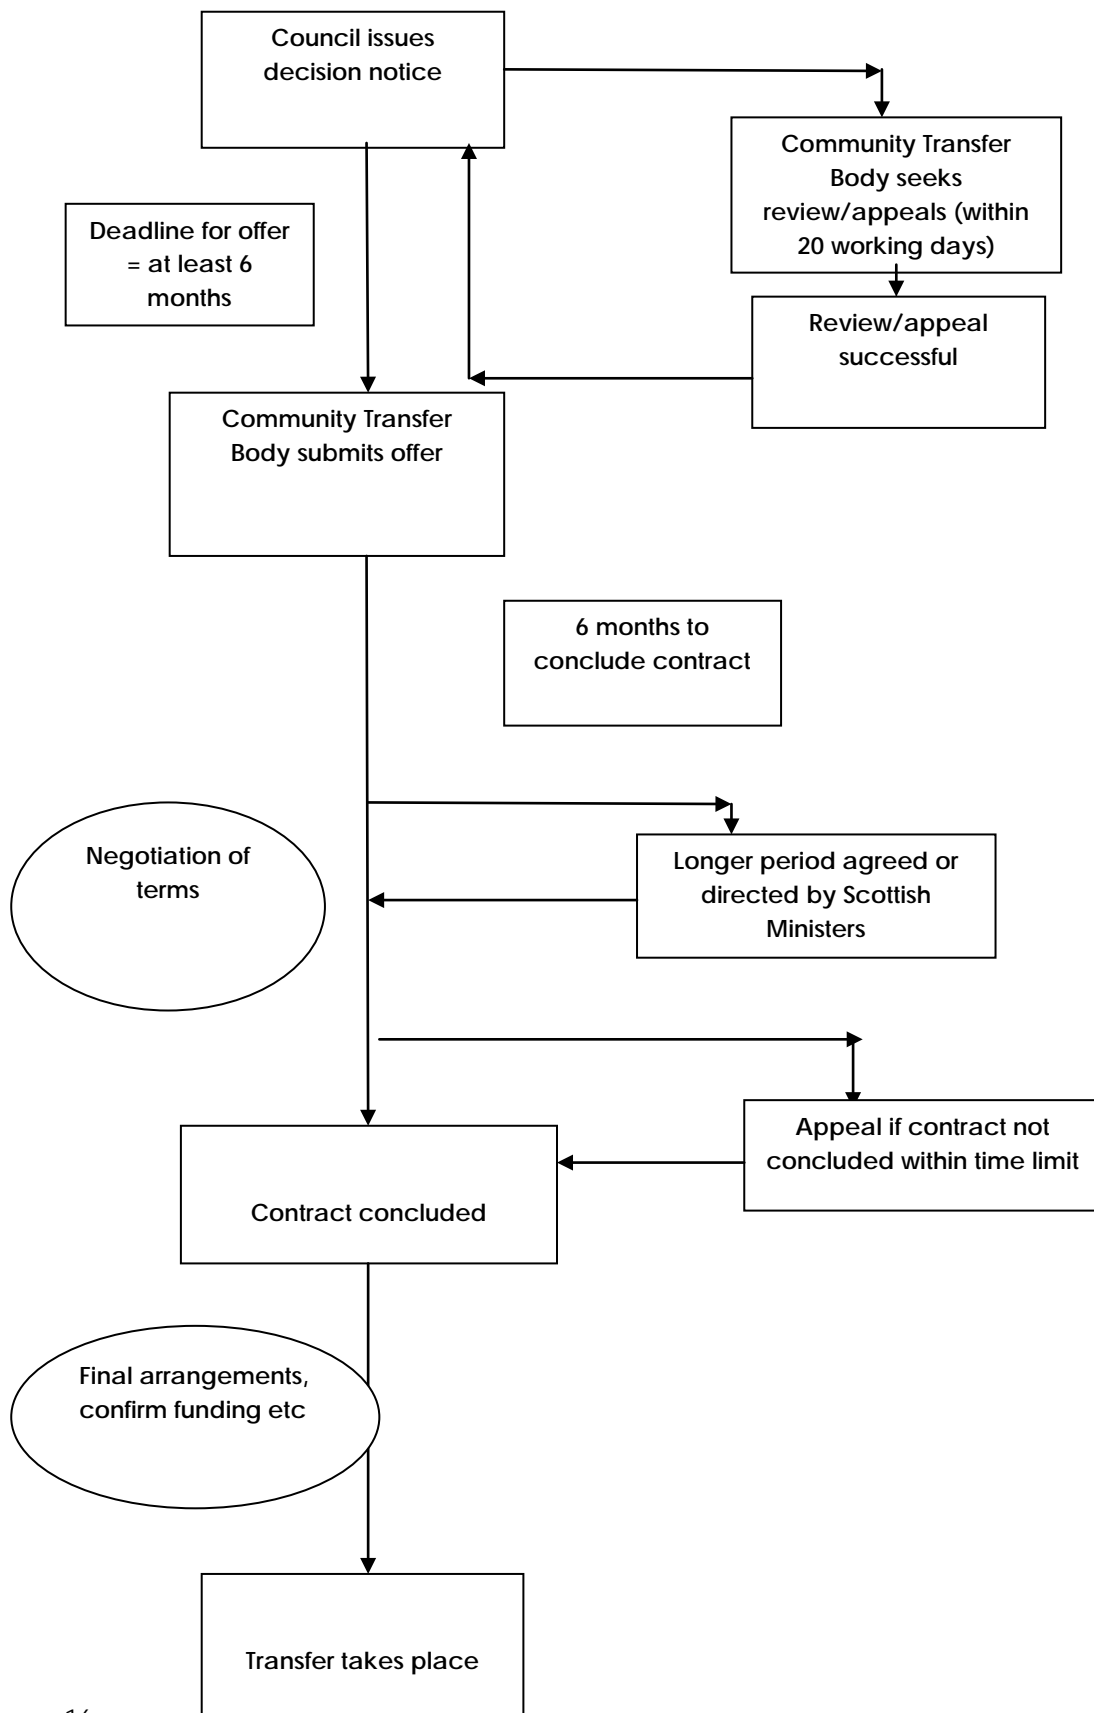 Council issues
decision notice
Community Transfer
Body seeks
review/appeals (within
20 working days)
Deadline for offer
= at least 6
months
Review/appeal
successful
Community Transfer
Body submits offer
6 months to
conclude contract
Negotiation of
terms
Longer period agreed or
directed by Scottish
Ministers
Appeal if contract not
concluded within time limit
Contract concluded
Final arrangements,
confirm funding etc
Transfer takes place